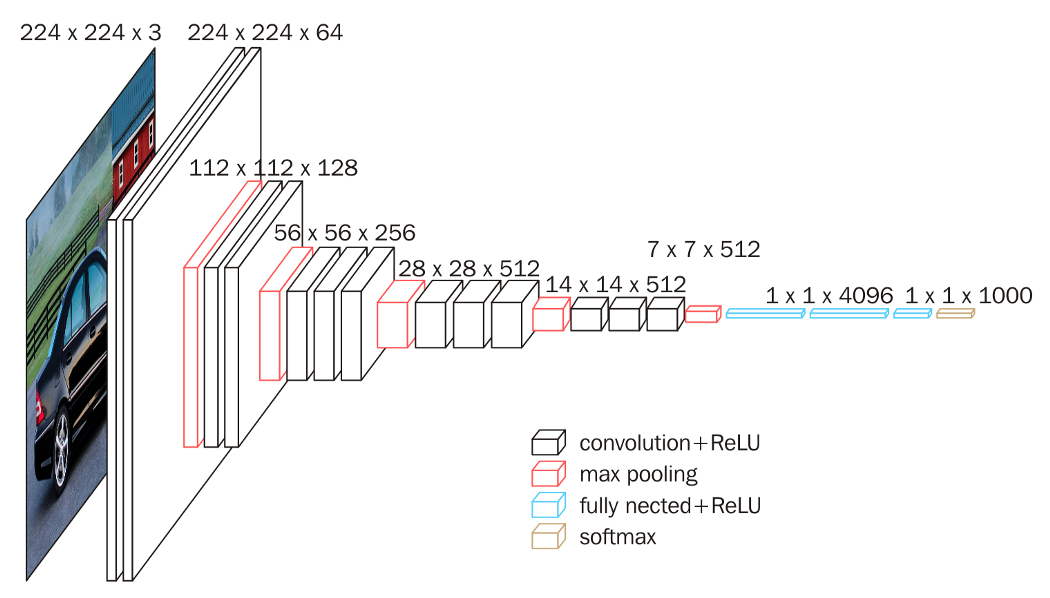 224 x 224 x 3
224 x 224 x 64
112 x 112 x 128
56 x 56 x 256
28 x 28 x 512
14 x 14 x 512
7 x 7 x 512
1 x 1 x 4096
1 x 1 x 1000
convolution+ReLU
max pooling
fully nected+ReLU
softmax